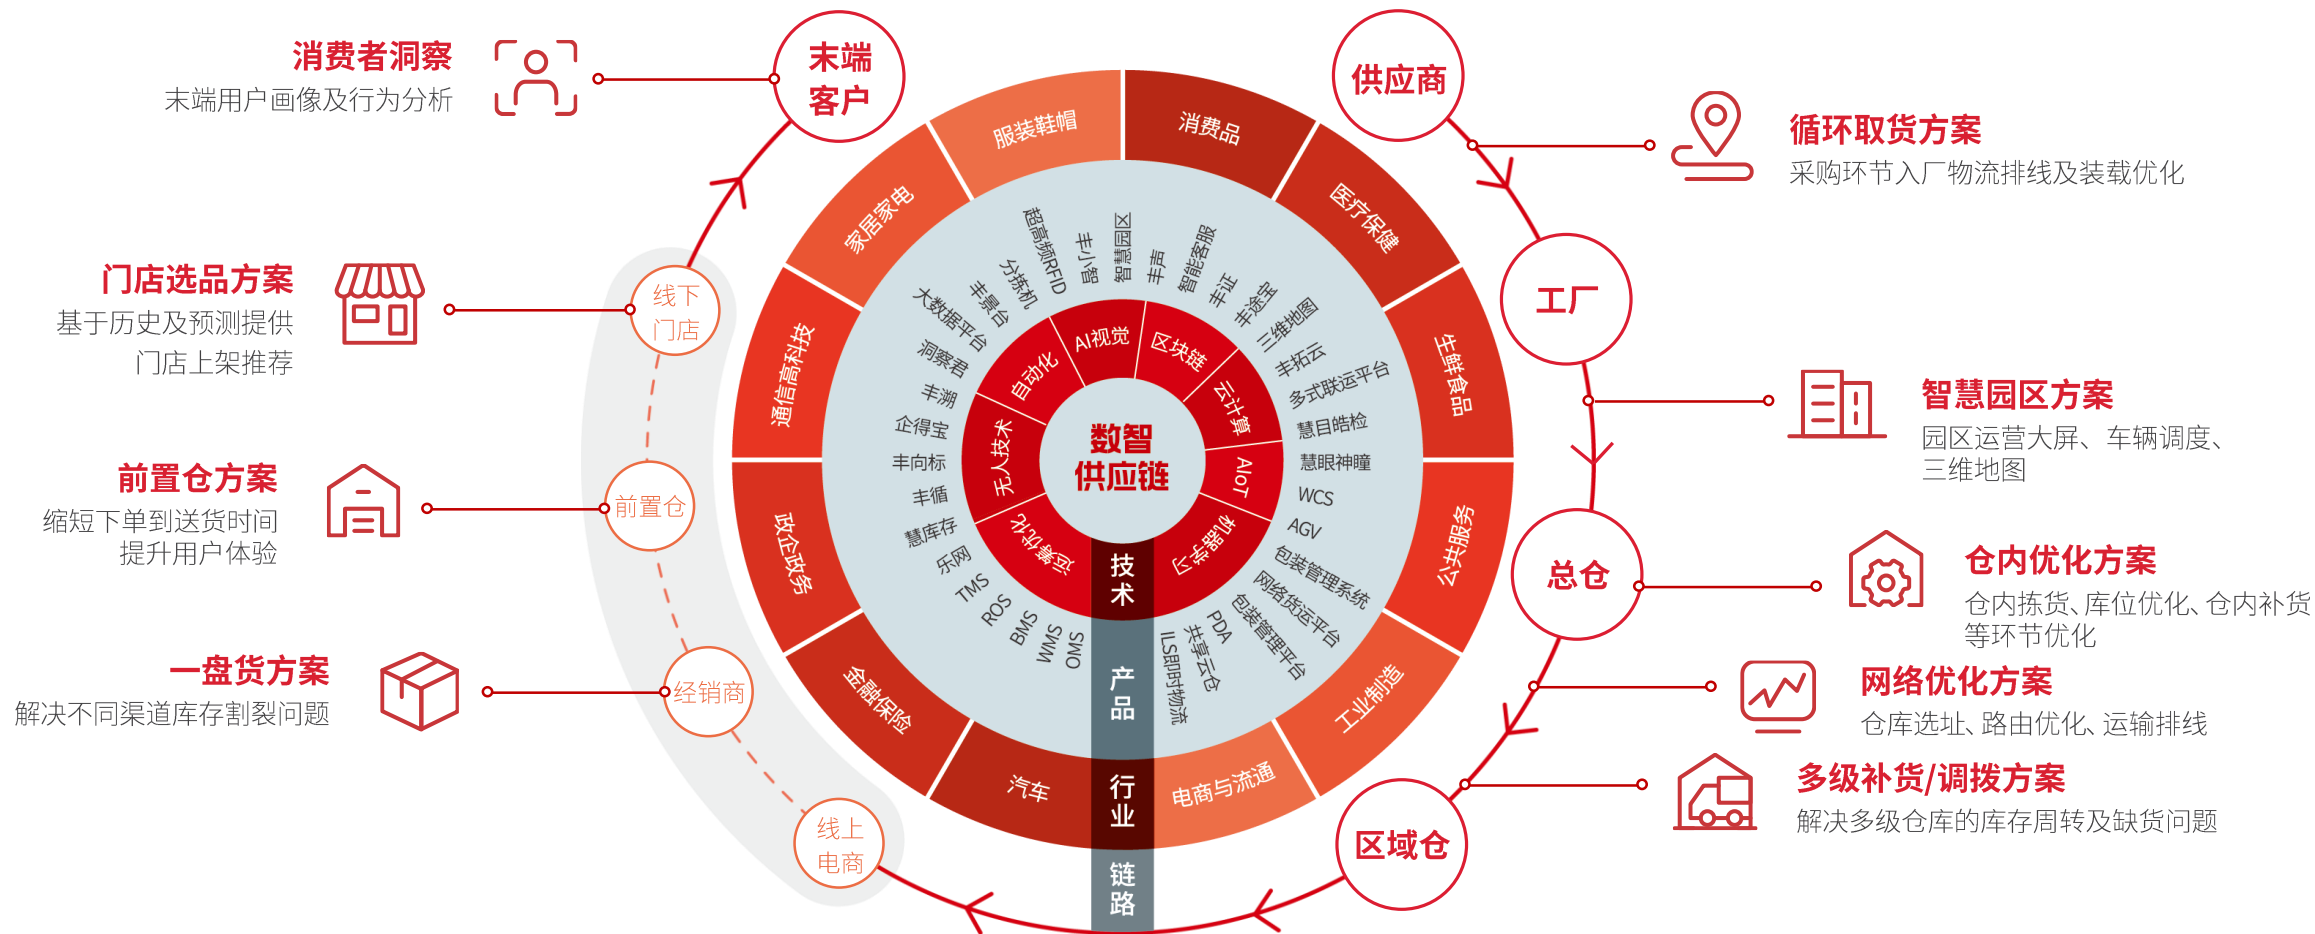 消费者洞察
末端用户画像及行为分析
门店选品方案
基于历史及预测提供
门店上架推荐
前置仓方案
缩短下单到送货时间
提升用户体验
一盘货方案
解决不同渠道库存割裂问题
末端
客户
线下
门店
前置仓
经销商
线上
电商
供应商
工厂
总仓
区域仓
循环取货方案
采购环节入厂物流排线及装载优化
智慧园区方案
园区运营大屏、车辆调度、
三维地图
仓内优化方案
仓内拣货、库位优化、仓内补货
等环节优化
网络优化方案
仓库选址、路由优化、运输排线
多级补货/调拨方案
解决多级仓库的库存周转及缺货问题
消费品
医疗保健
生鲜食品
公共服务
工业制造
电商与流通
汽车
金融保险
政企政务
通信高科技
家居家电
服装鞋帽
智慧园区
丰声
智能客服
丰证
丰途宝
三维地图
丰拓云
多式联运平台
慧目皓检
慧眼神瞳
WCS
AGV
包装管理系统
网络货运平台
包装管理平台
PDA
共享云仓
ILS即时物流
OMS
WMS
BMS
ROS
TMS
乐网
慧库存
丰循
丰向标
企得宝
丰溯
洞察君
大数据平台
丰景台
分拣机
超高频RFID
丰小智
AI视觉
区块链
云计算
AIoT
机器学习
运筹优化
无人技术
自动化
数智
供应链
技
术
产
品
行
业
链
路